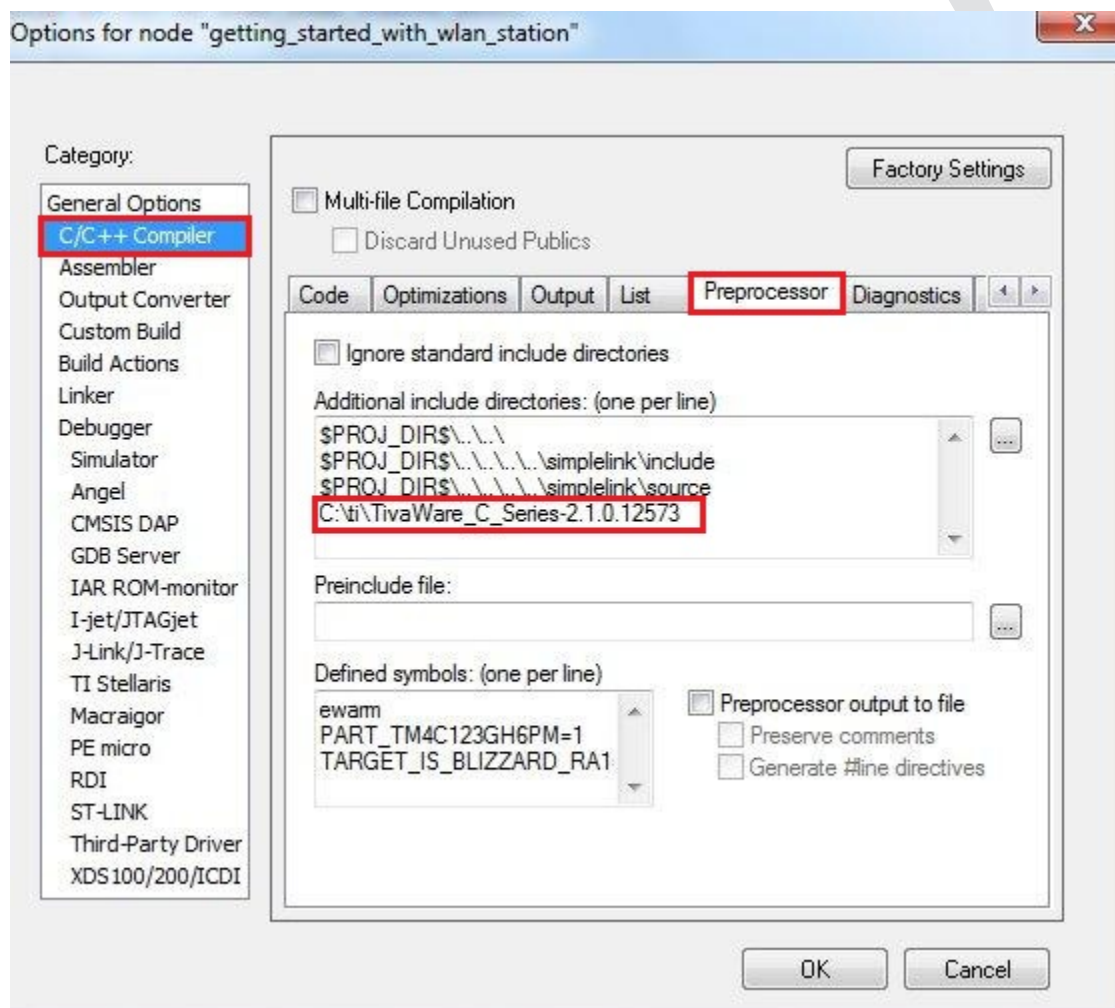 Options for node "getting_started_with_wlan_station"
Category:
General Options
C/C++ Compiler
Assembler
Output Converter
Custom Build
Build Actions
Linker
Debugger
Simulator
Angel
CMSIS DAP
GDB Server
IAR ROM-monitor
I-jet/JTAGjet
J-Link/J-Trace
TI Stellaris
Macraigor
PE micro
RDI
ST-LINK
Third-Party Driver
XDS100/200/ICDI
Factory Settings
Multi-file Compilation
Discard Unused Publics
Code Optimizations Output List Preprocessor Diagnostics
Ignore standard include directories
Additional include directories: (one per line)
$PROJ_DIR$\..\..\
$PROJ_DIR$\..\..\..\..\simplelink\include
$PROJ_DIR$\..\..\..\..\simplelink\source
C:\ti\TivaWare_C_Series-2.1.0.12573
...
Preinclude file:
...
Defined symbols: (one per line)
ewarm
PART_TM4C123GH6PM=1
TARGET_IS_BLIZZARD_RA1
Preprocessor output to file
Preserve comments
Generate #line directives
OK
Cancel